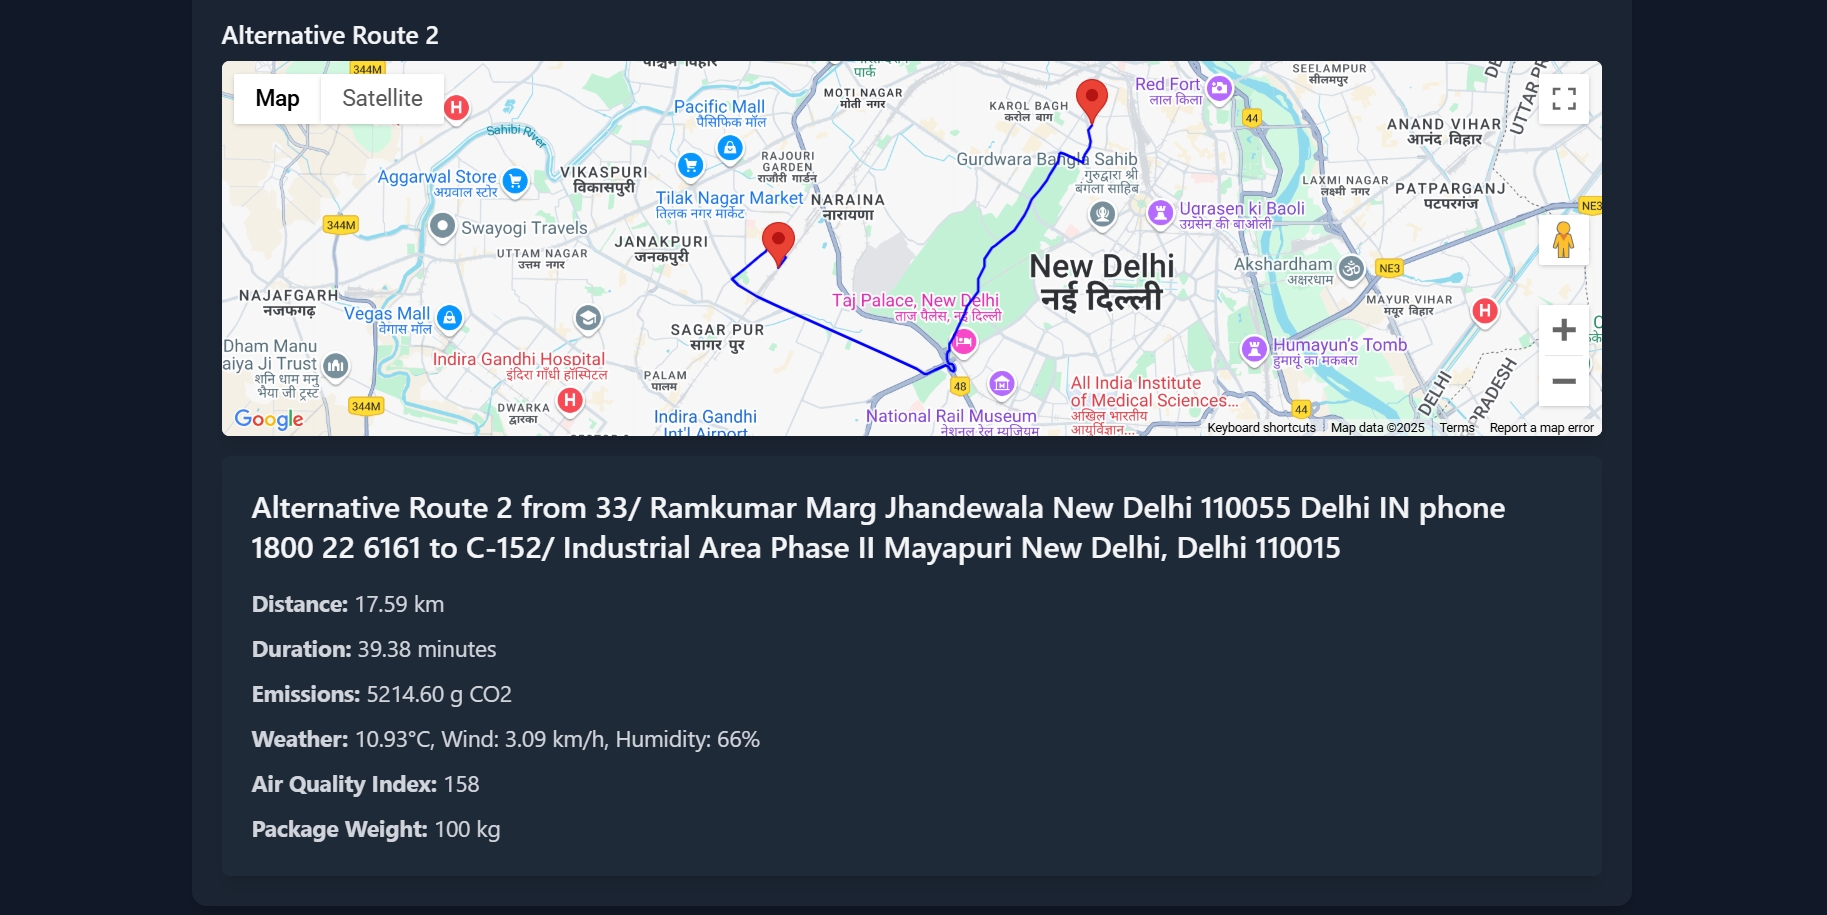 Alternative Route 2
Map
Satellite
344M
पश्चिम विहार
पार्क
MOTI NAGAR
मोती नगर
Pacific Mall
पैसिफिक मॉल
Sahibi River
H
KAROL BAGH
करोल बाग
Red Fort
लाल किला
SEELAMPUR
सीलमपुर
44
UTTAR PR
ANAND VIHAR
आनंद विहार
Aggarwal Store
अग्रवाल स्टोर
VIKASPURI
विकासपुरी
RAJOURI
GARDEN
राजौरी गार्डन
Gurdwara Bangla Sahib
गुरुद्वारा श्री
बंगला साहिब
Tilak Nagar Market
तिलक नगर मार्केट
NARAINA
नारायणा
LAXMI NAGAR
लक्ष्मी नगर
PATPARGANJ
पटपरगंज
NE3
344M
Swayogi Travels
Ugrasen ki Baoli
उग्रसेन की बाओली
UTTAM NAGAR
उत्तम नगर
JANAKPURI
जनकपुरी
New Delhi
नई दिल्ली
Akshardham
अक्षरधाम
NE3
NAJAFGARH
नजफगढ़
Vegas Mall
वेगास मॉल
Taj Palace, New Delhi
ताज पैलेस, नई दिल्ली
MAYUR VIHAR
मयूर विहार
H
SAGAR PUR
सागर पुर
Dham Manu
aiya Ji Trust
शनि धाम मनु
भैया जी ट्रस्ट
Indira Gandhi Hospital
इंदिरा गाँधी हॉस्पिटल
Humayun's Tomb
हुमायूं का मकबरा
PALAM
पालम
48
All India Institute
of Medical Sciences...
अखिल भारतीय
आयुर्विज्ञान...
DELHI
PRADESH
344M
DWARKA
द्वारका
H
Indira Gandhi
Int'l Airport
National Rail Museum
नेशनल रेल म्यूजियम
44
Google
Keyboard shortcuts
Map data ©2025
Terms
Report a map error
Alternative Route 2 from 33/ Ramkumar Marg Jhandewala New Delhi 110055 Delhi IN phone
1800 22 6161 to C-152/ Industrial Area Phase II Mayapuri New Delhi, Delhi 110015
Distance: 17.59 km
Duration: 39.38 minutes
Emissions: 5214.60 g CO2
Weather: 10.93°C, Wind: 3.09 km/h, Humidity: 66%
Air Quality Index: 158
Package Weight: 100 kg